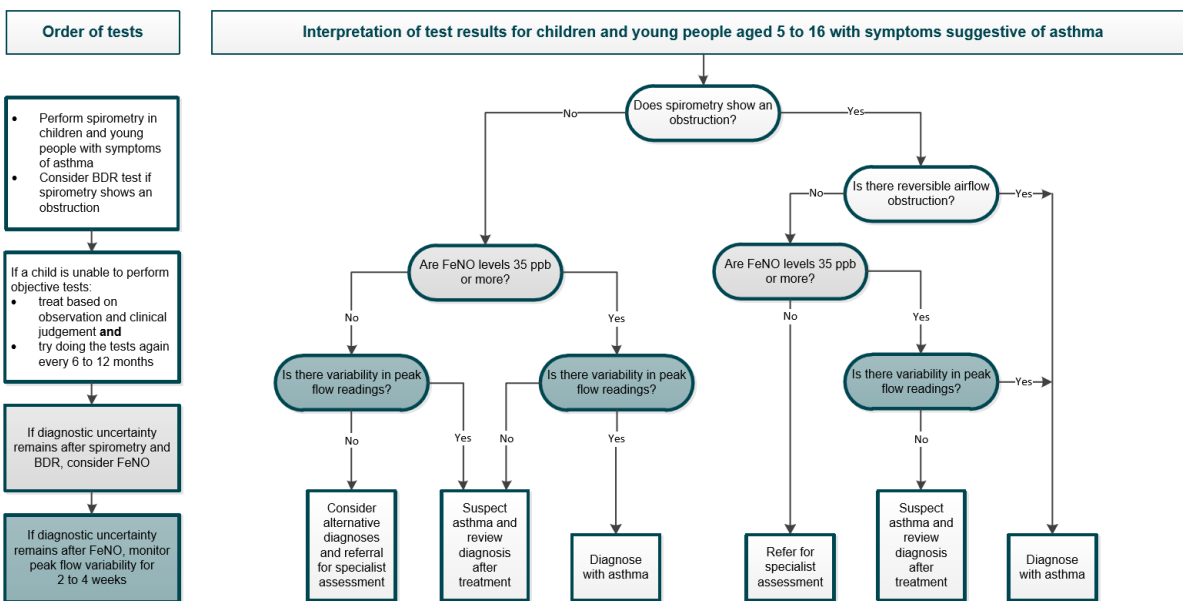 Order of tests
Interpretation of test results for children and young people aged 5 to 16 with symptoms suggestive of asthma
• Perform spirometry in
children and young
people with symptoms
of asthma
• Consider BDR test if
spirometry shows an
obstruction
If a child is unable to perform
objective tests:
• treat based on
observation and clinical
judgement and
• try doing the tests again
every 6 to 12 months
If diagnostic uncertainty
remains after spirometry and
BDR, consider FeNO
If diagnostic uncertainty
remains after FeNO, monitor
peak flow variability for
2 to 4 weeks
Does spirometry show an
obstruction?
No
Yes
Is there reversible airflow
obstruction?
No
Yes
Are FeNO levels 35 ppb
or more?
No
Yes
Are FeNO levels 35 ppb
or more?
No
Yes
Is there variability in peak
flow readings?
No
Yes
Is there variability in peak
flow readings?
No
Yes
Is there variability in peak
flow readings?
No
Yes
Consider
alternative
diagnoses
and referral
for specialist
assessment
Suspect
asthma and
review
diagnosis
after
treatment
Diagnose
with asthma
Refer for
specialist
assessment
Suspect
asthma and
review
diagnosis
after
treatment
Diagnose
with asthma